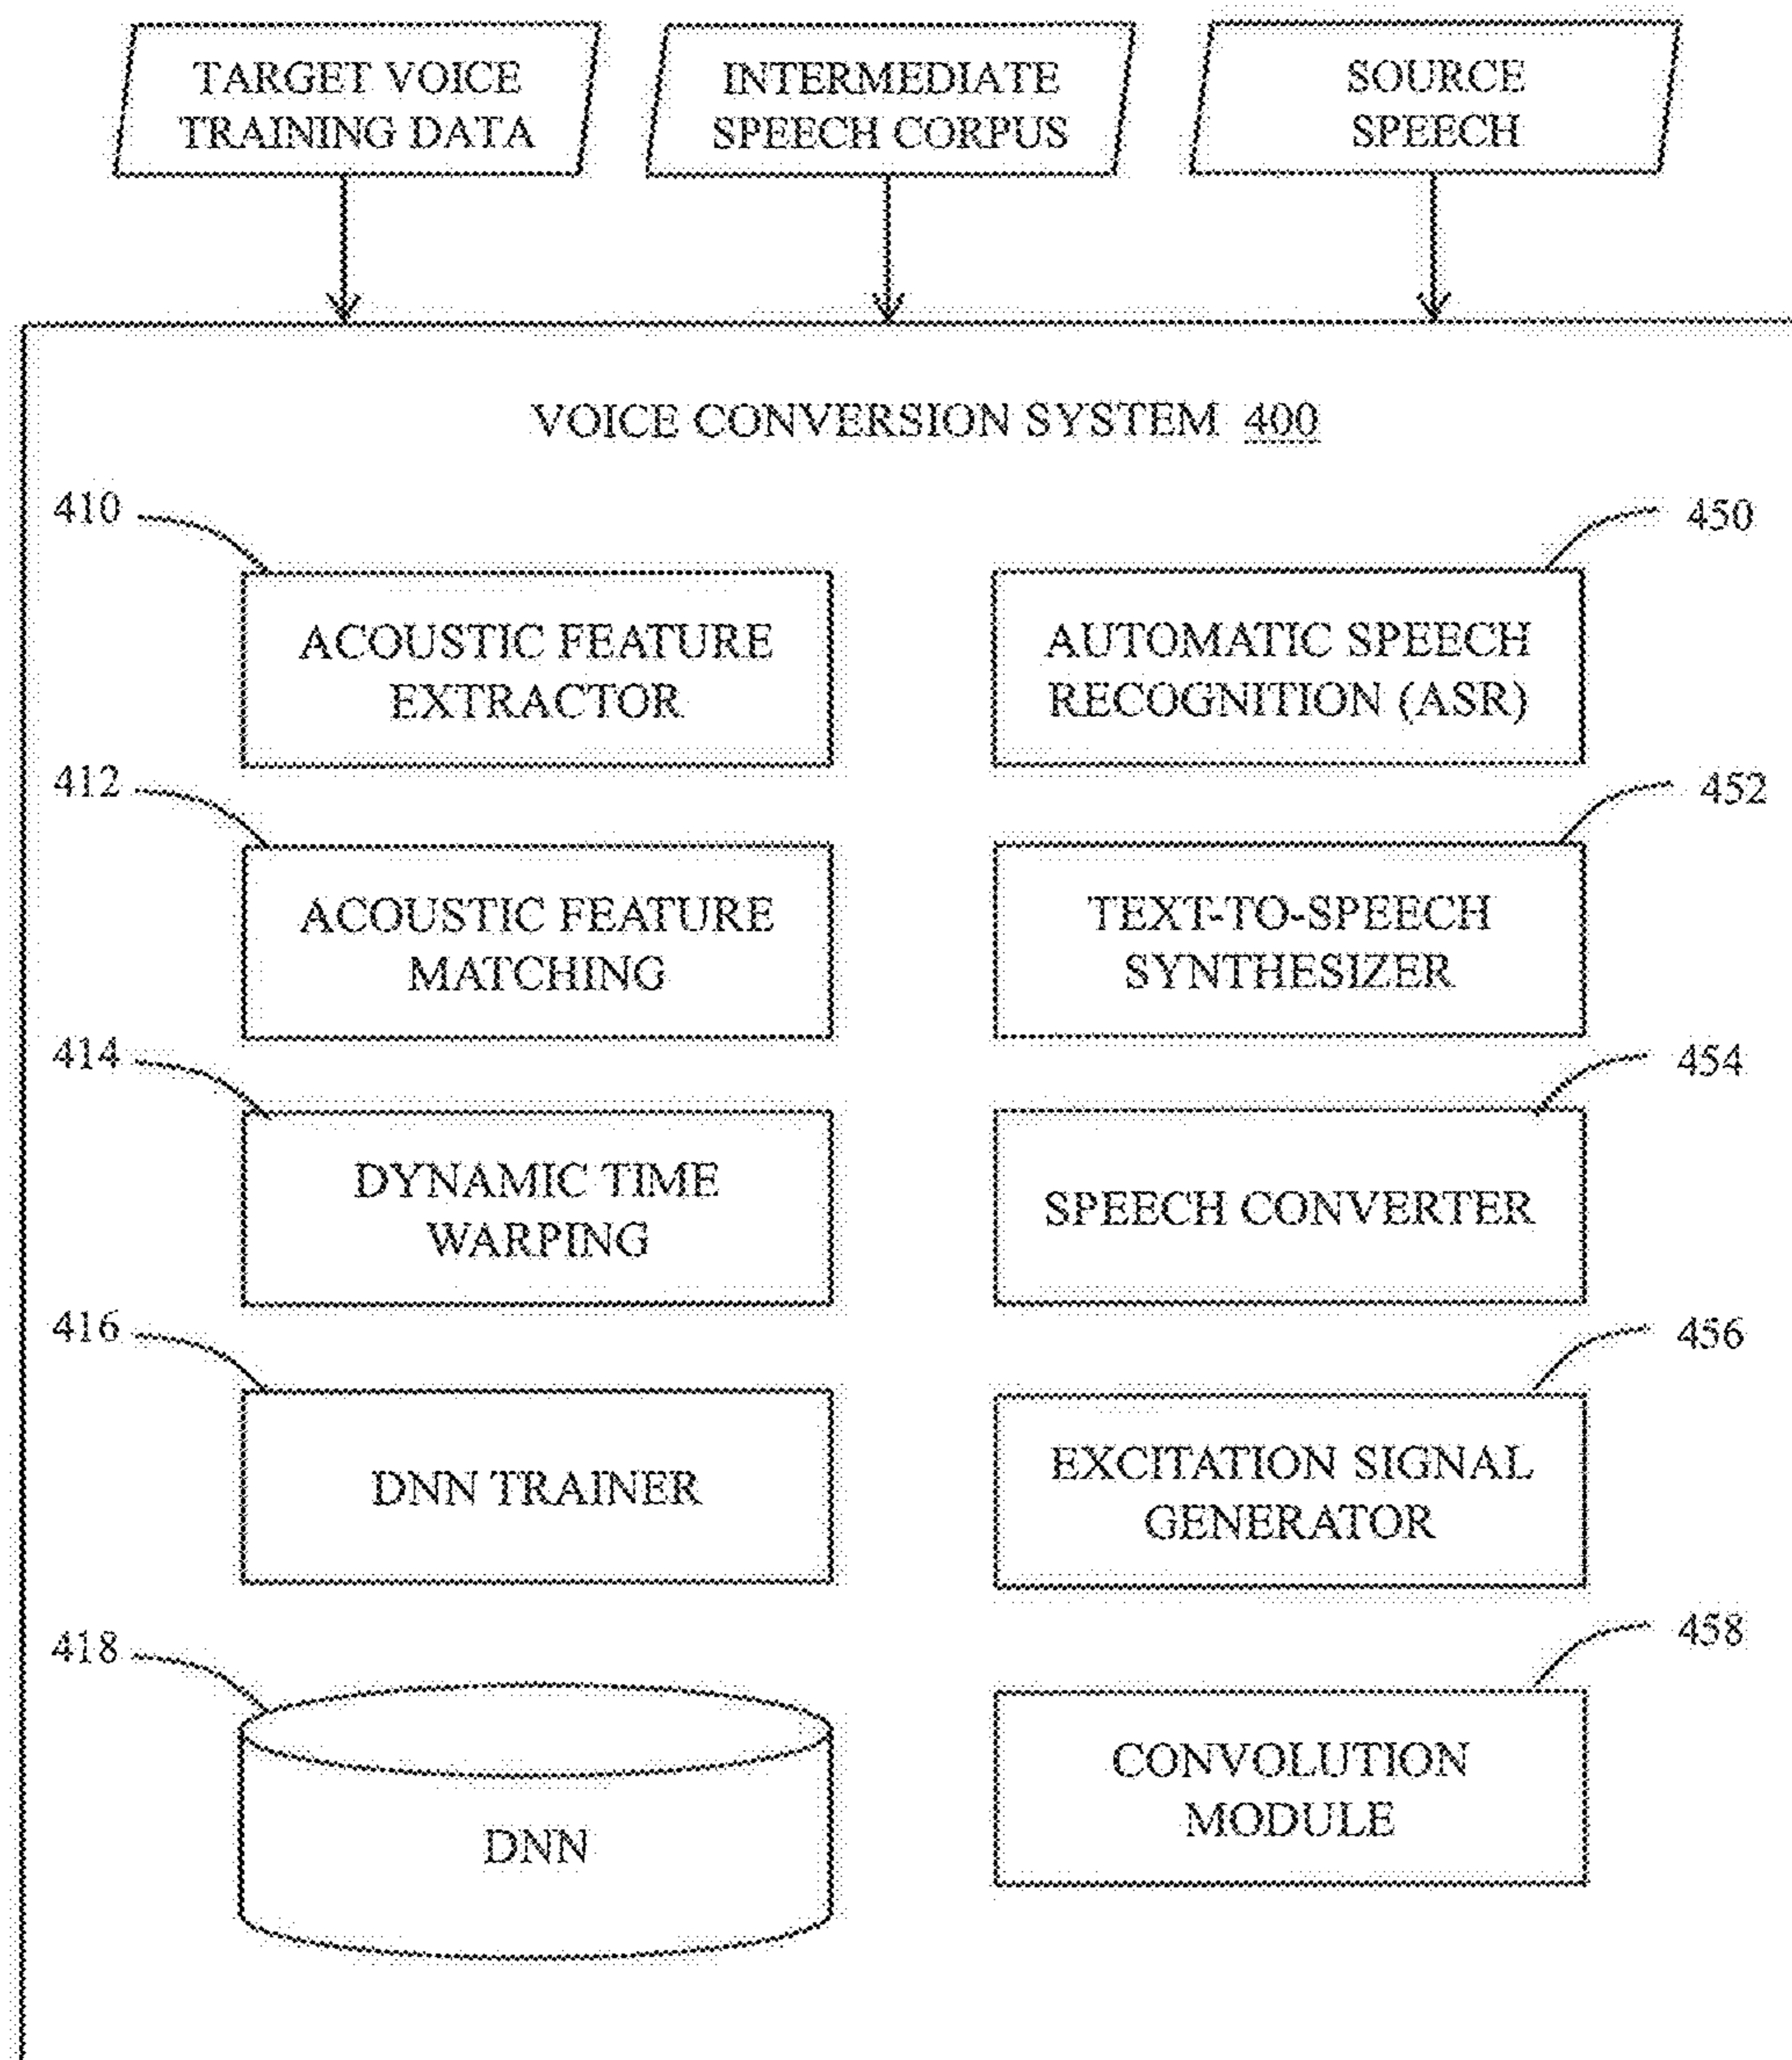 TARGET VOICE
TRAINING DATA
INTERMEDIATE
SPEECH CORPUS
SOURCE
SPEECH
VOICE CONVERSION SYSTEM 400
410
ACOUSTIC FEATURE
EXTRACTOR
450
AUTOMATIC SPEECH
RECOGNITION (ASR)
412
ACOUSTIC FEATURE
MATCHING
452
TEXT-TO-SPEECH
SYNTHESIZER
414
DYNAMIC TIME
WARPING
454
SPEECH CONVERTER
416
DNN TRAINER
456
EXCITATION SIGNAL
GENERATOR
418
DNN
458
CONVOLUTION
MODULE